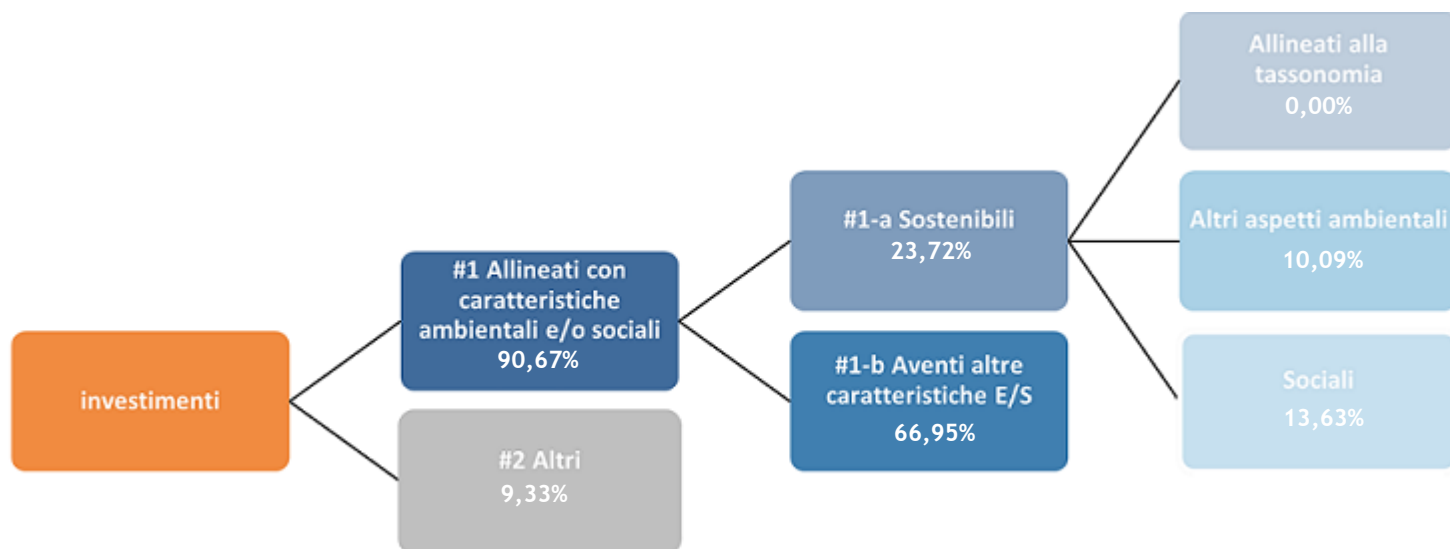 investimenti
#1 Allineati con
caratteristiche
ambientali e/o sociali
90,67%
#2 Altri
9,33%
#1-a Sostenibili
23,72%
#1-b Aventi altre
caratteristiche E/S
66,95%
Allineati alla
tassonomia
0,00%
Altri aspetti ambientali
10,09%
Sociali
13,63%